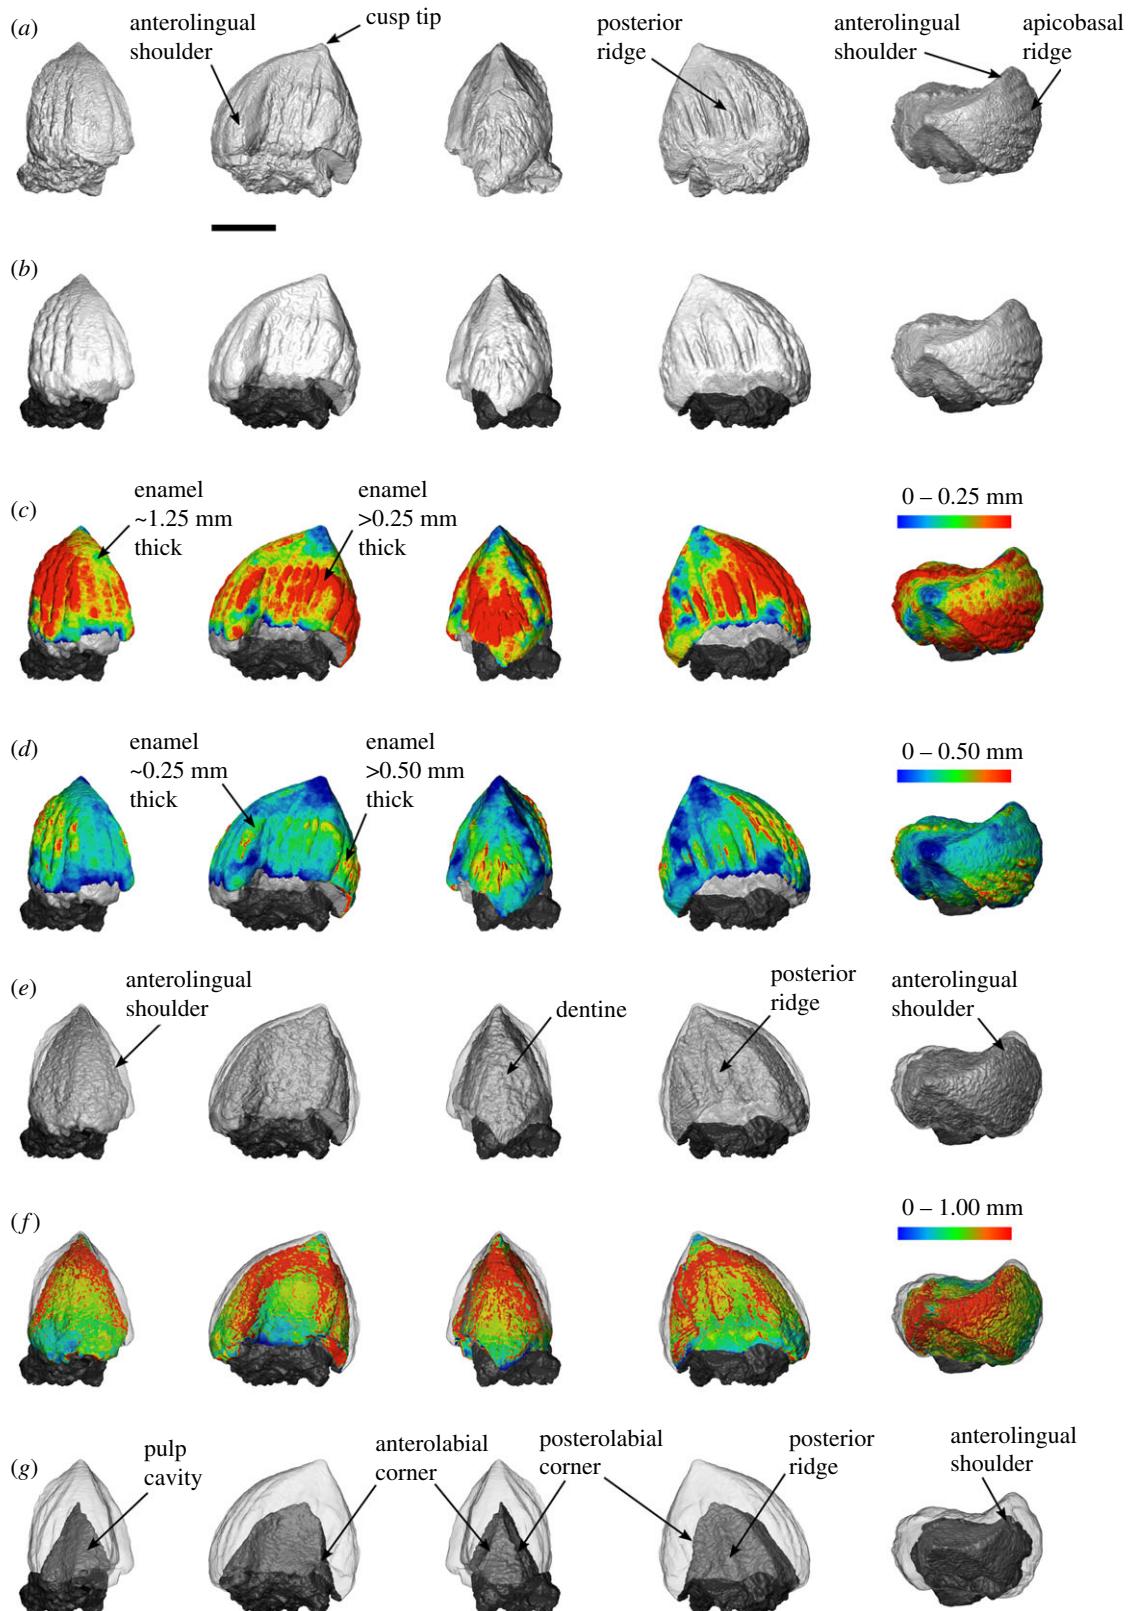 (a)
anterolingual
shoulder
cusp tip
posterior
ridge
anterolingual
shoulder
apicobasal
ridge
(b)
(c)
enamel
~1.25 mm
thick
enamel
>0.25 mm
thick
0 – 0.25 mm
(d)
enamel
~0.25 mm
thick
enamel
>0.50 mm
thick
0 – 0.50 mm
(e)
anterolingual
shoulder
dentine
posterior
ridge
anterolingual
shoulder
(f)
0 – 1.00 mm
(g)
pulp
cavity
anterolabial
corner
posterolabial
corner
posterior
ridge
anterolingual
shoulder